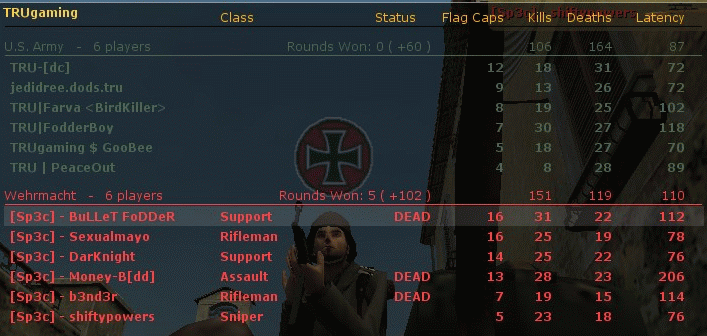 TRUgaming Class Status Flag Caps Kills Deaths Latency
U.S. Army - 6 players Rounds Won: 0 ( +60 ) 106 164 87
TRU-[dc] 12 18 31 72
jedidree.dods.tru 9 13 26 72
TRU|Farva <BirdKiller> 8 19 25 102
TRU|FodderBoy 7 30 27 118
TRUgaming $ GooBee 5 18 27 70
TRU | PeaceOut 4 8 28 89
Wehrmacht - 6 players Rounds Won: 5 ( +102 ) 151 119 110
[Sp3c] - BuLLeT FoDDeR Support DEAD 16 31 22 112
[Sp3c] - Sexualmayo Rifleman 16 25 19 78
[Sp3c] - DarKnight Support 14 25 22 76
[Sp3c] - Money-B[dd] Assault DEAD 13 28 23 206
[Sp3c] - b3nd3r Rifleman DEAD 7 19 15 114
[Sp3c] - shiftypowers Sniper 5 23 18 76